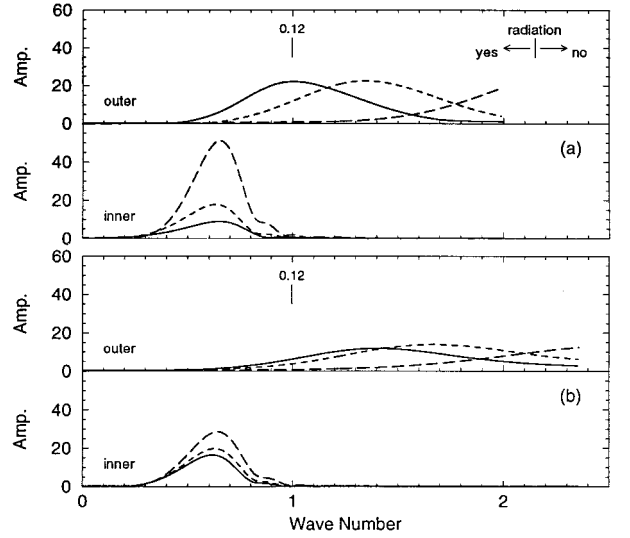 0.12
radiation
yes no
60
40
20
0
Amp.
outer
(a)
40
20
0
Amp.
inner
60
40
20
0
Amp.
0.12
outer
(b)
40
20
0
Amp.
inner
0 1 2
Wave Number